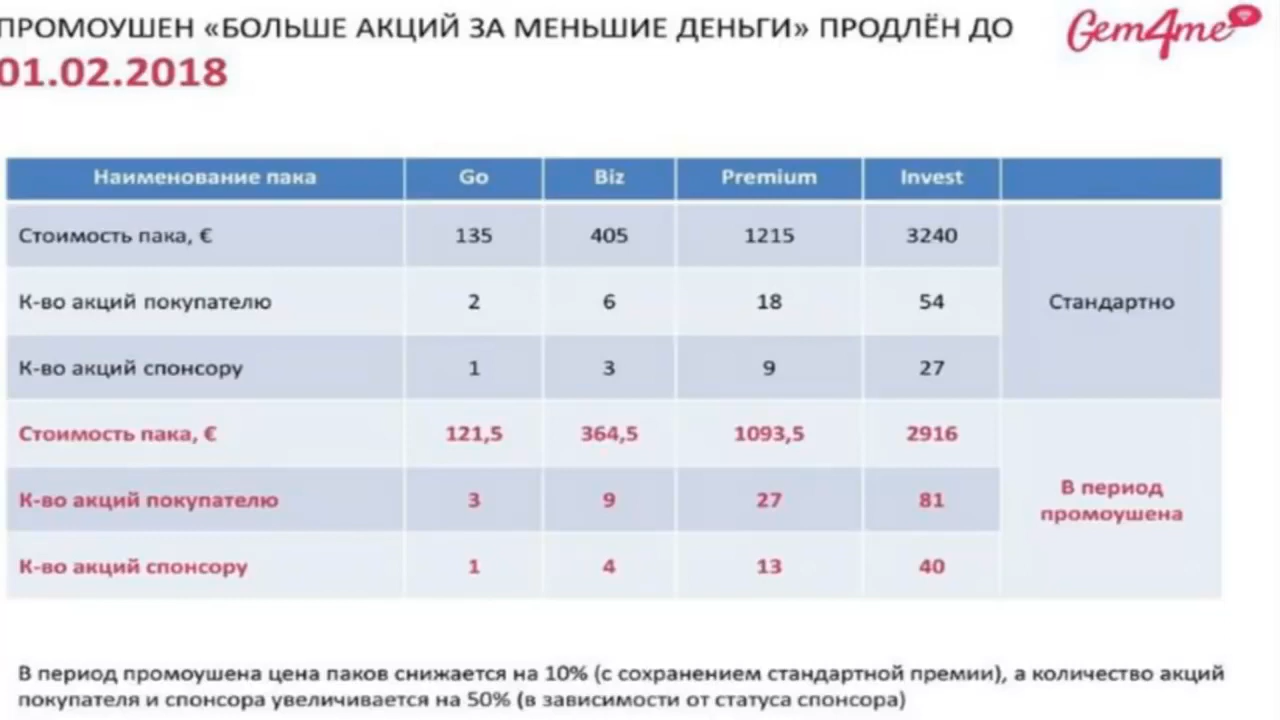 ПРОМОУШЕН «БОЛЬШЕ АКЦИЙ ЗА МЕНЬШИЕ ДЕНЬГИ» ПРОДЛЁН ДО
01.02.2018
Gem4me
Наименование пака Go Biz Premium Invest
Стоимость пака, € 135 405 1215 3240
К-во акций покупателю 2 6 18 54 Стандартно
К-во акций спонсору 1 3 9 27
Стоимость пака, € 121,5 364,5 1093,5 2916
К-во акций покупателю 3 9 27 81
В период
промоушена
К-во акций спонсору 1 4 13 40
В период промоушена цена паков снижается на 10% (с сохранением стандартной премии), а количество акций
покупателя и спонсора увеличивается на 50% (в зависимости от статуса спонсора)